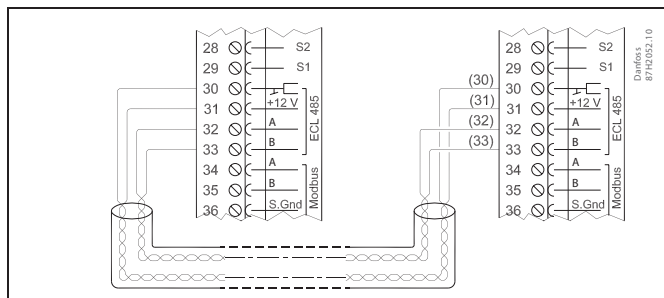 28 S2
29 S1
30
31 +12 V
32 A
33 B
34 A
35 B
36 S.Gnd
ECL 485
Modbus
28 S2
29 S1
(30) 30
(31) 31 +12 V
(32) 32 A
(33) 33 B
34 A
35 B
36 S.Gnd
ECL 485
Modbus
Danfoss
87H2052.10